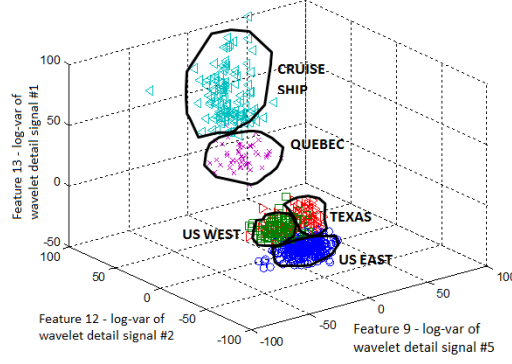 100
50
0
-50
Feature 13 - log-var of
wavelet detail signal #1
CRUISE
SHIP
QUEBEC
TEXAS
US WEST
US EAST
100
50
0
-50
-100
Feature 12 - log-var of
wavelet detail signal #2
-100
-50
0
50
100
Feature 9 - log-var of
wavelet detail signal #5